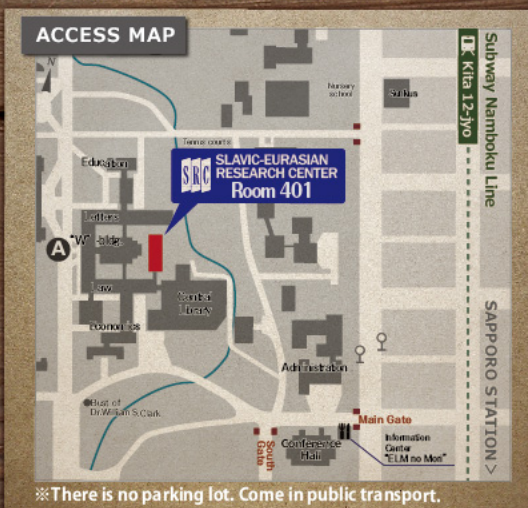 ACCESS MAP
N
Nursery
school
Subway Namboku Line
Kita 12-jyo
Tennis courts
Education
SRC
SLAVIC-EURASIAN
RESEARCH CENTER
Room 401
Letters
A
"W" -bldg.
Law
Central
Library
Economics
SAPPORO STATION >
Administration
Bust of
Dr.William S.Clark
Main Gate
South
Gate
Conference
Hall
Information
Center
"ELM no Mori"
※There is no parking lot. Come in public transport.